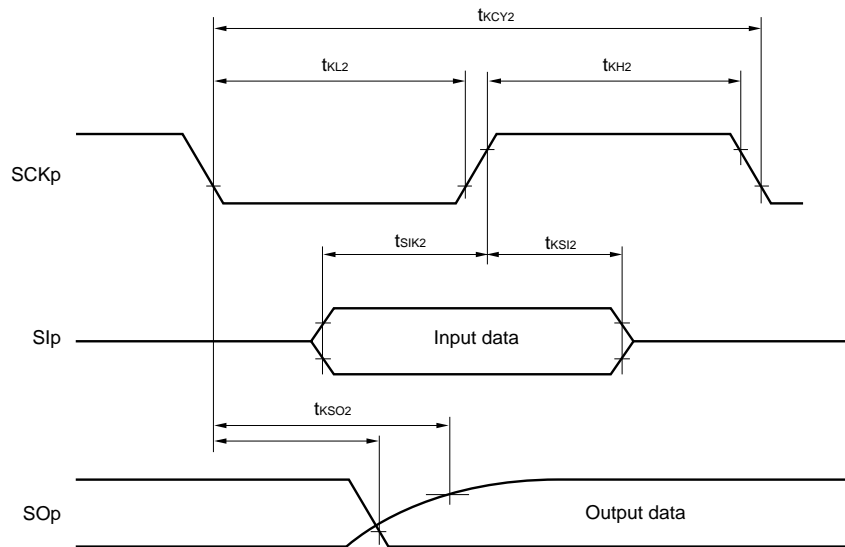 tKCY2
tKL2
tKH2
SCKp
tSIK2
tKSI2
SIp
Input data
tKSO2
SOp
Output data